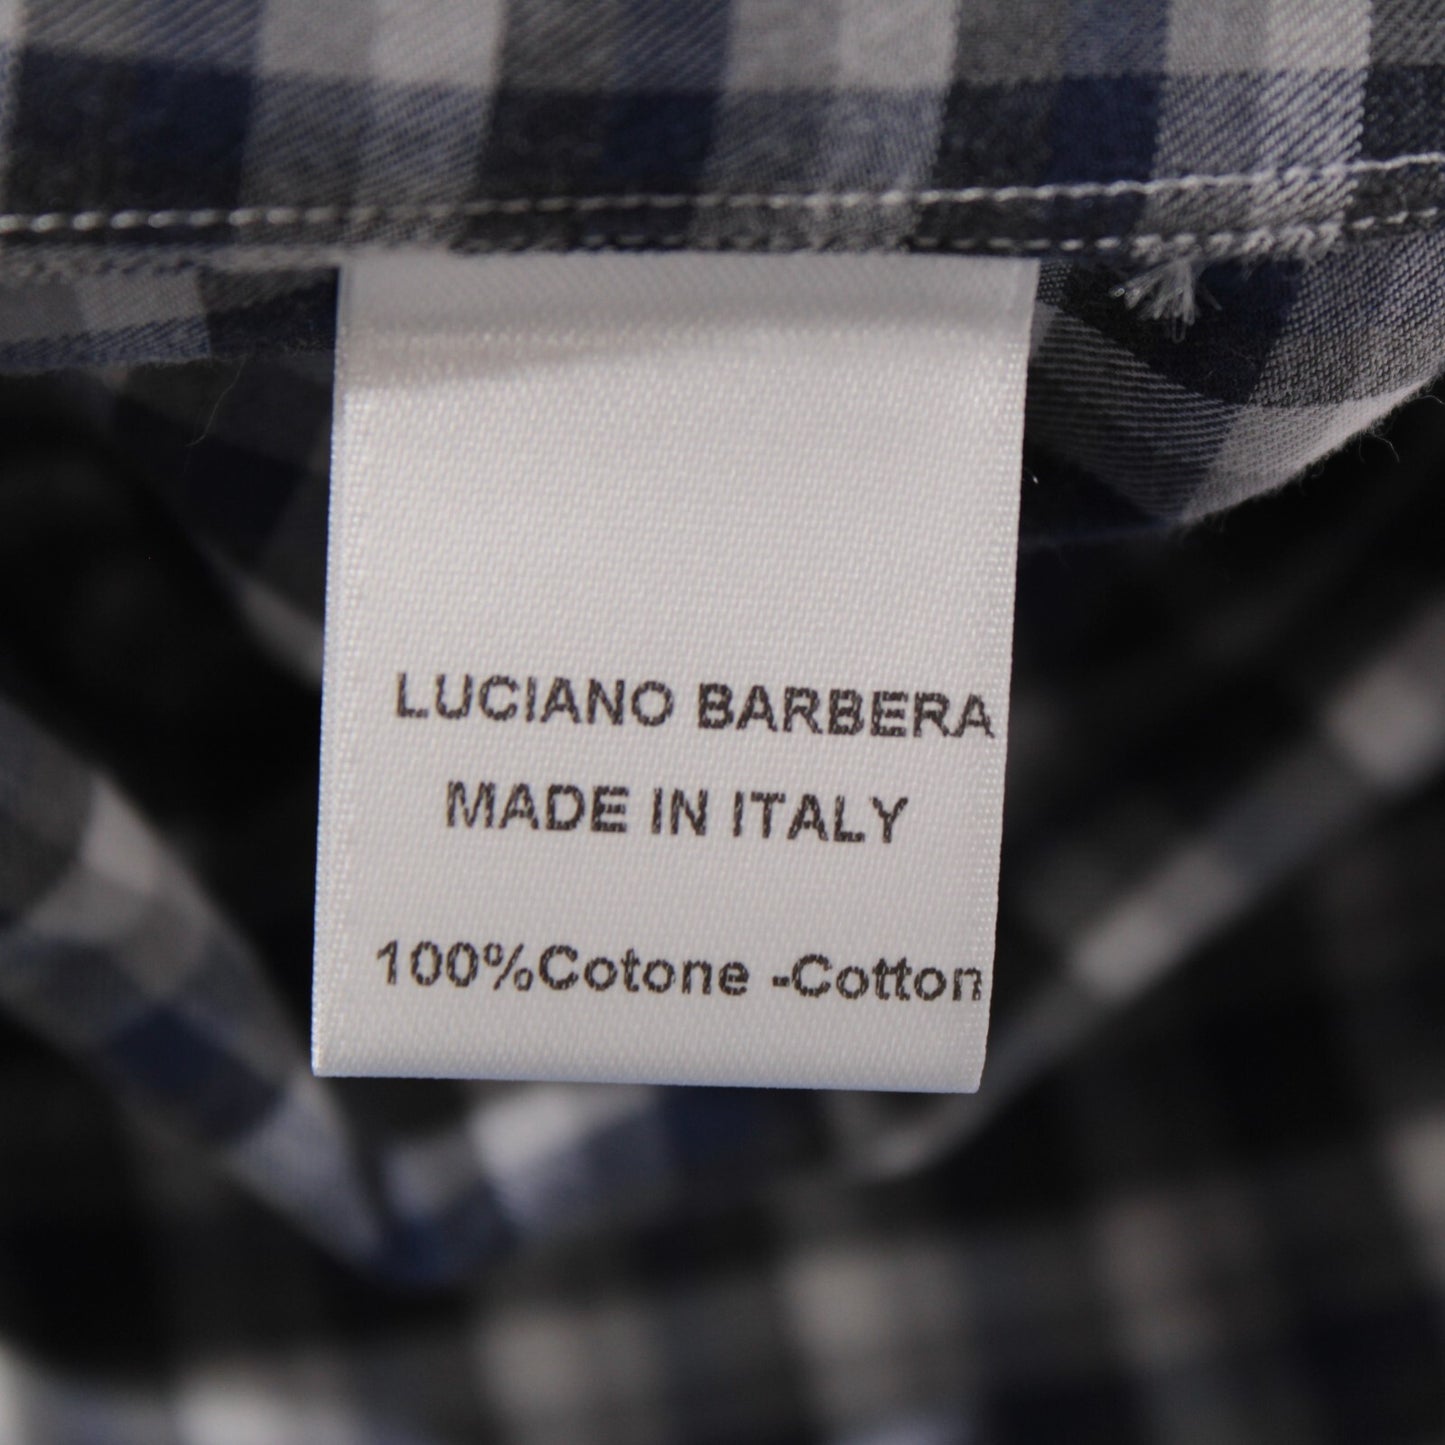 LUCIANO BARBERA
MADE IN ITALY
100%Cotone -Cotton